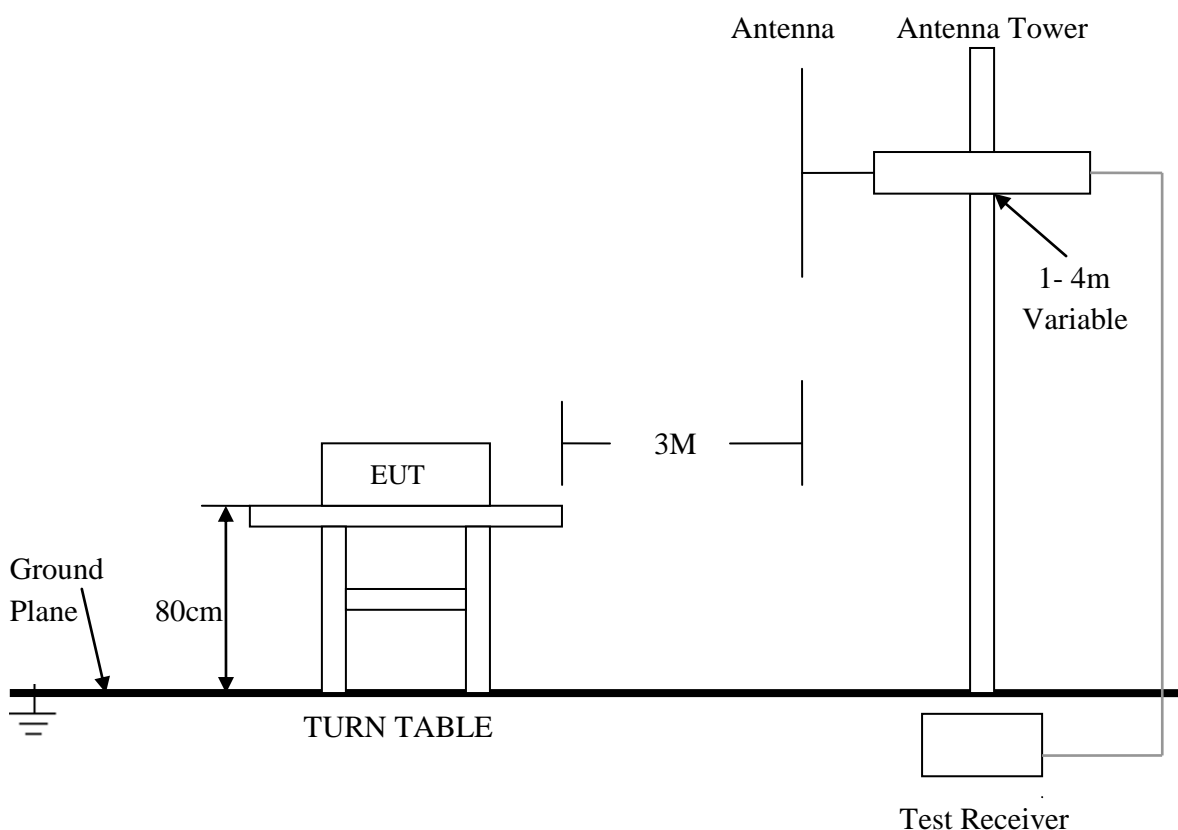 Antenna
Antenna Tower
1- 4m
Variable
3M
EUT
Ground
Plane
80cm
TURN TABLE
Test Receiver